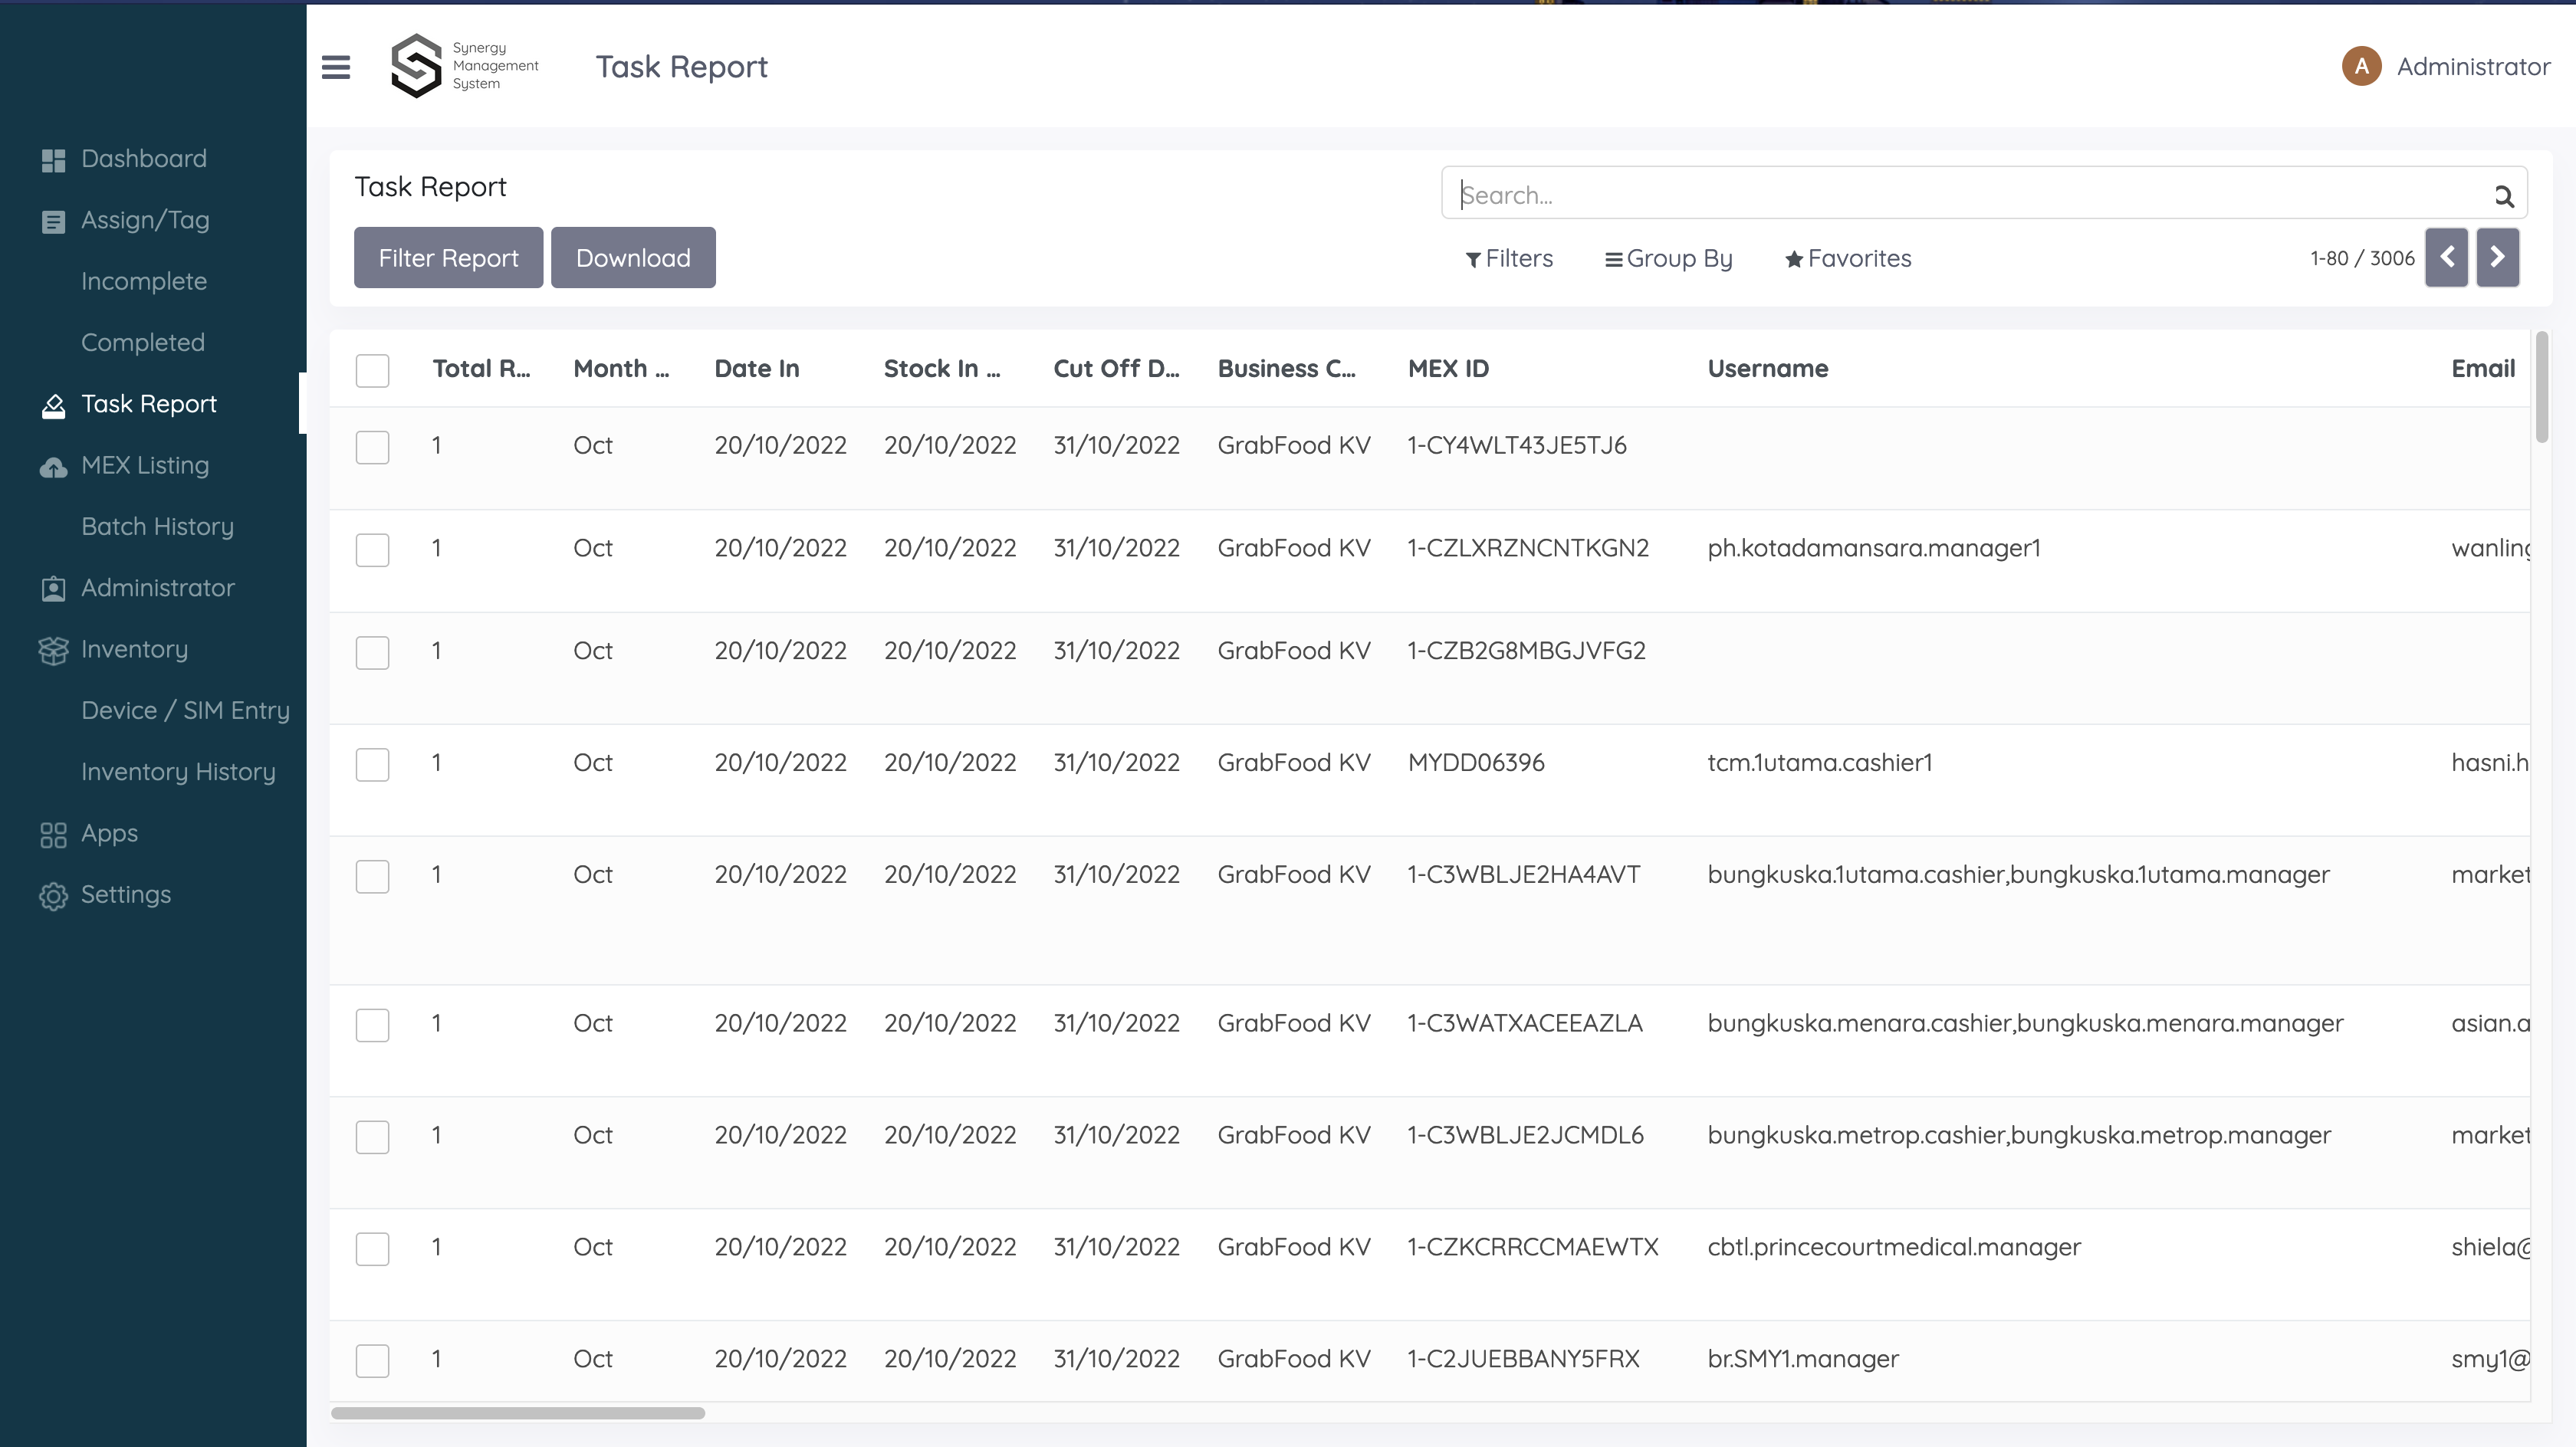 Synergy
Management
System
Task Report
A Administrator
Dashboard
Assign/Tag
Incomplete
Completed
Task Report
MEX Listing
Batch History
Administrator
Inventory
Device / SIM Entry
Inventory History
Apps
Settings
Task Report
Search...
Filter Report Download
Filters Group By Favorites 1-80 / 3006
Total R... Month ... Date In Stock In ... Cut Off D... Business C... MEX ID Username Email
1 Oct 20/10/2022 20/10/2022 31/10/2022 GrabFood KV 1-CY4WLT43JE5TJ6
1 Oct 20/10/2022 20/10/2022 31/10/2022 GrabFood KV 1-CZLXRZNCNTKGN2 ph.kotadamansara.manager1 wanling
1 Oct 20/10/2022 20/10/2022 31/10/2022 GrabFood KV 1-CZB2G8MBGJVFG2
1 Oct 20/10/2022 20/10/2022 31/10/2022 GrabFood KV MYDD06396 tcm.1utama.cashier1 hasni.h
1 Oct 20/10/2022 20/10/2022 31/10/2022 GrabFood KV 1-C3WBLJE2HA4AVT bungkuska.1utama.cashier,bungkuska.1utama.manager market
1 Oct 20/10/2022 20/10/2022 31/10/2022 GrabFood KV 1-C3WATXACEEAZLA bungkuska.menara.cashier,bungkuska.menara.manager asian.a
1 Oct 20/10/2022 20/10/2022 31/10/2022 GrabFood KV 1-C3WBLJE2JCMDL6 bungkuska.metrop.cashier,bungkuska.metrop.manager market
1 Oct 20/10/2022 20/10/2022 31/10/2022 GrabFood KV 1-CZKCRRCCMAEWTX cbtl.princecourtmedical.manager shiela@
1 Oct 20/10/2022 20/10/2022 31/10/2022 GrabFood KV 1-C2JUEBBANY5FRX br.SMY1.manager smy1@